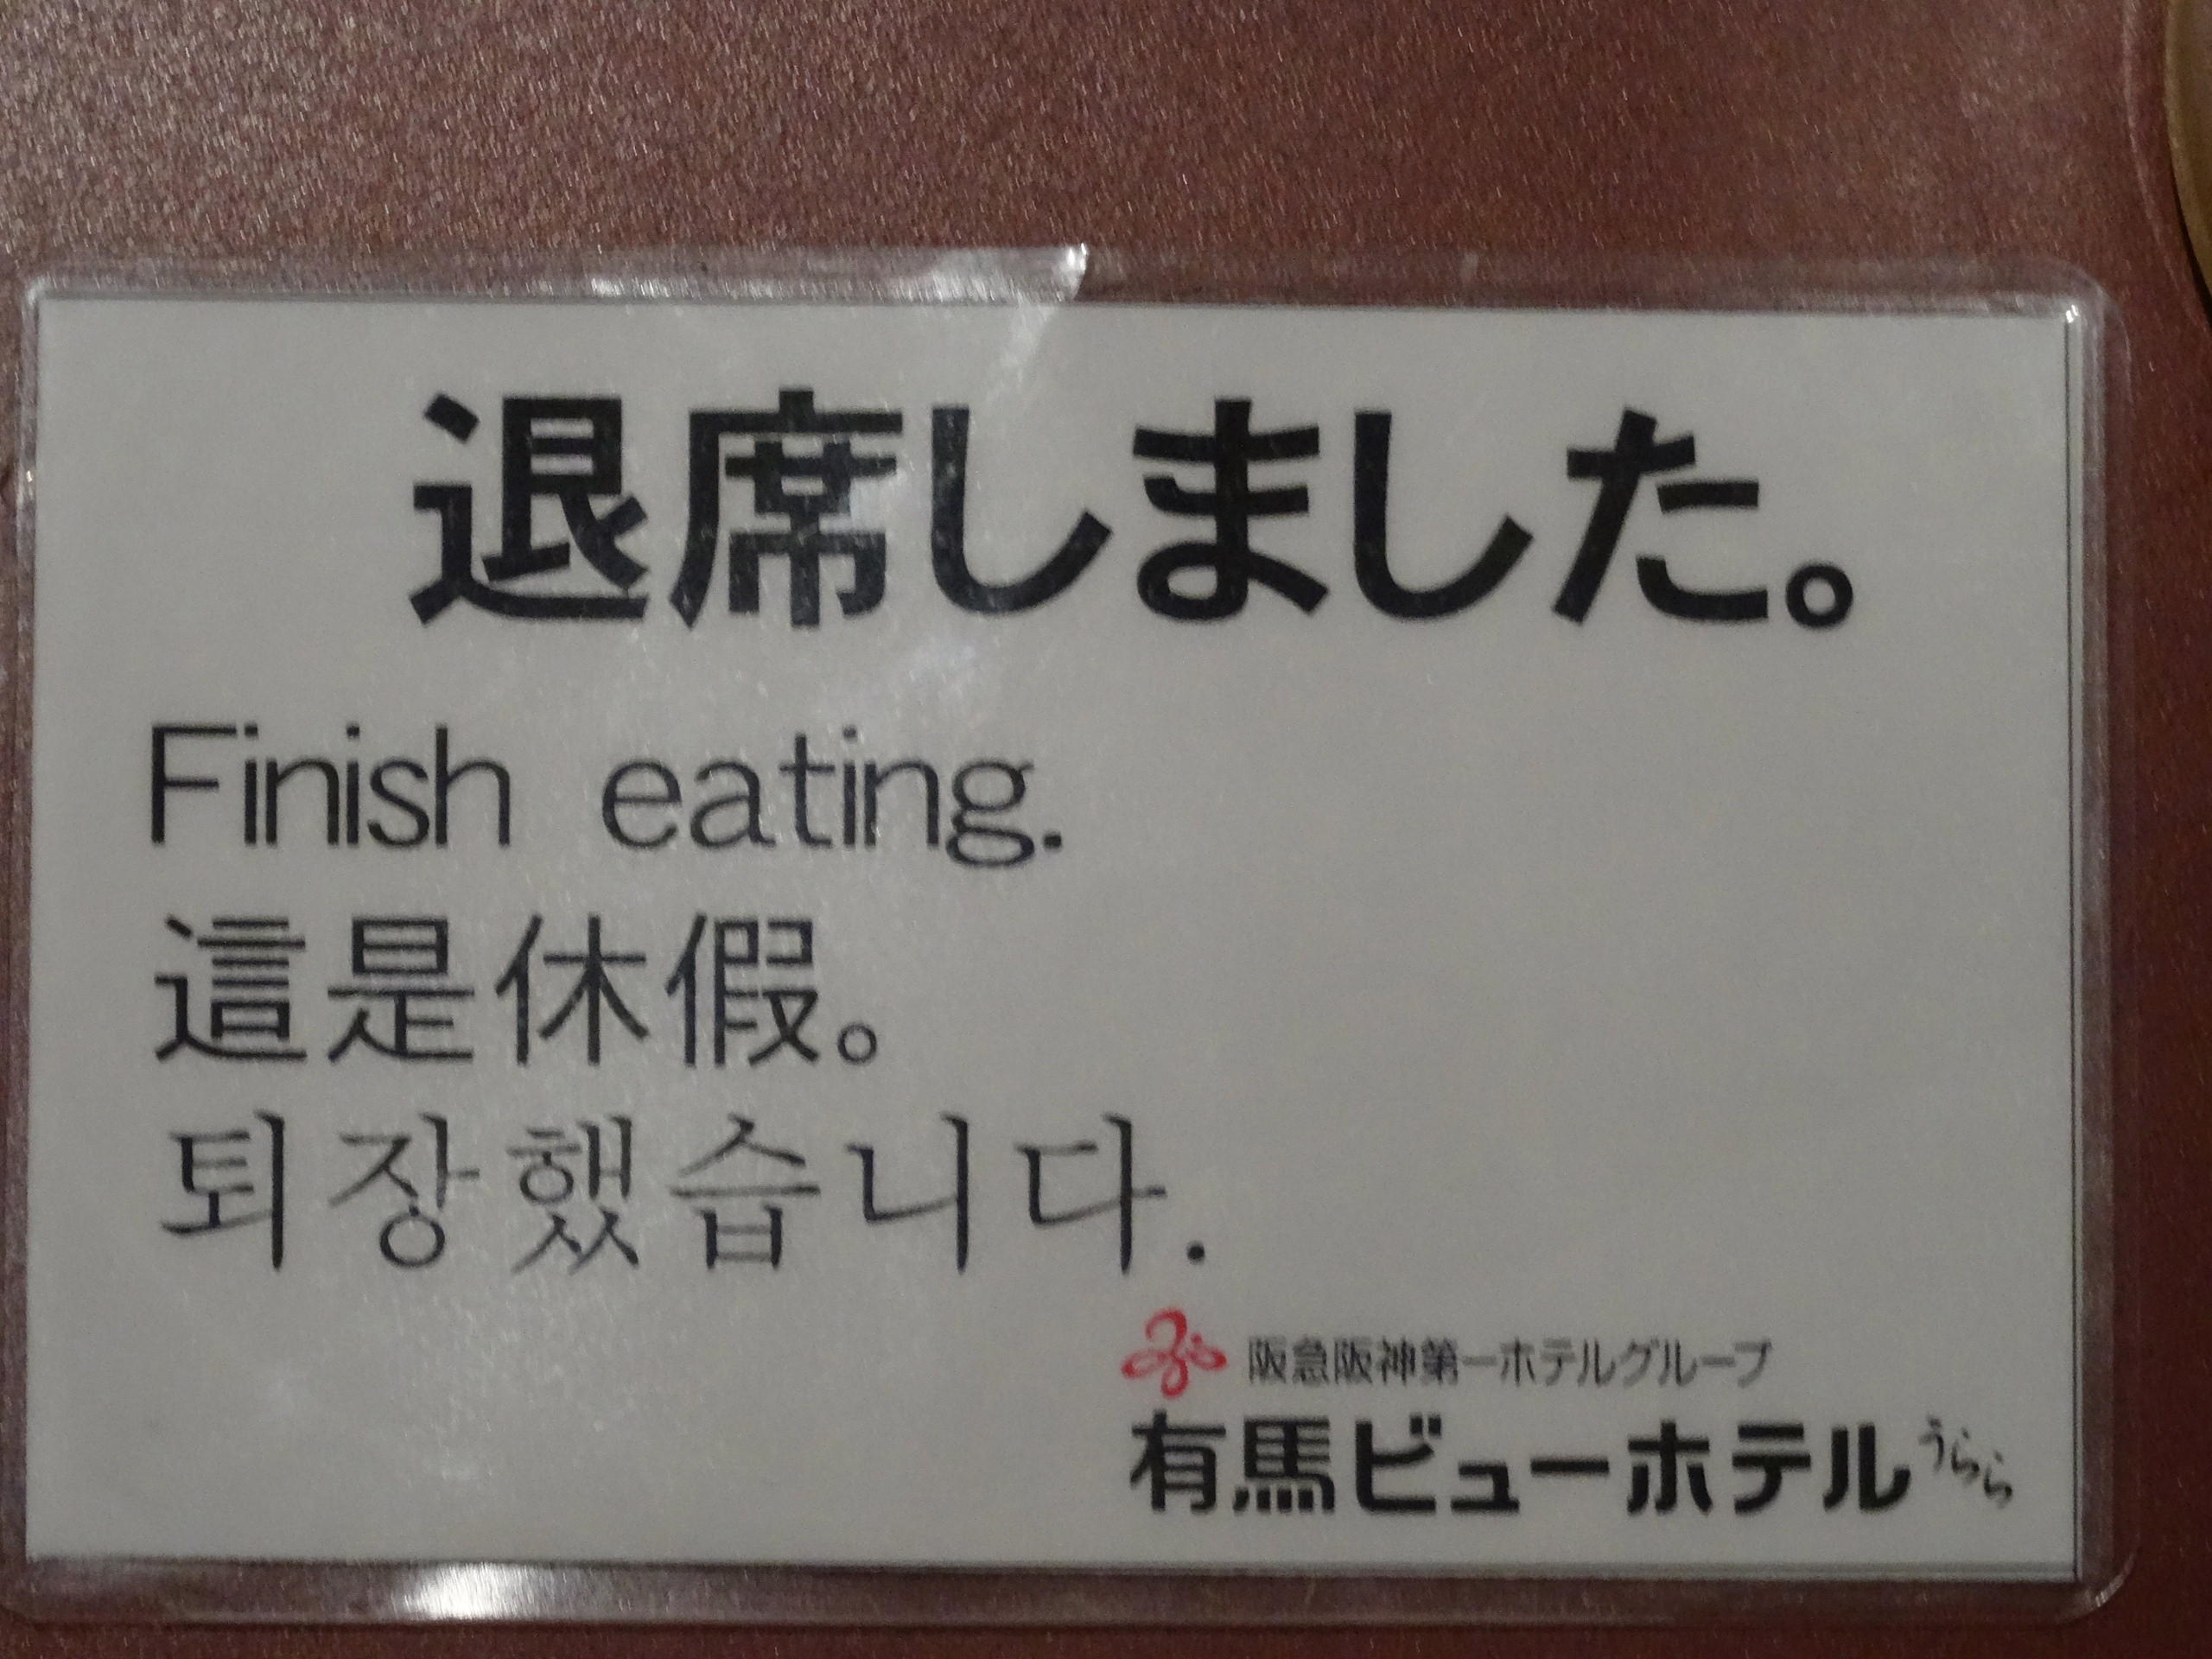 退席しました。
Finish eating.
這是休假。
퇴장했습니다.
阪急阪神第一ホテルグループ
有馬ビューホテルうらら